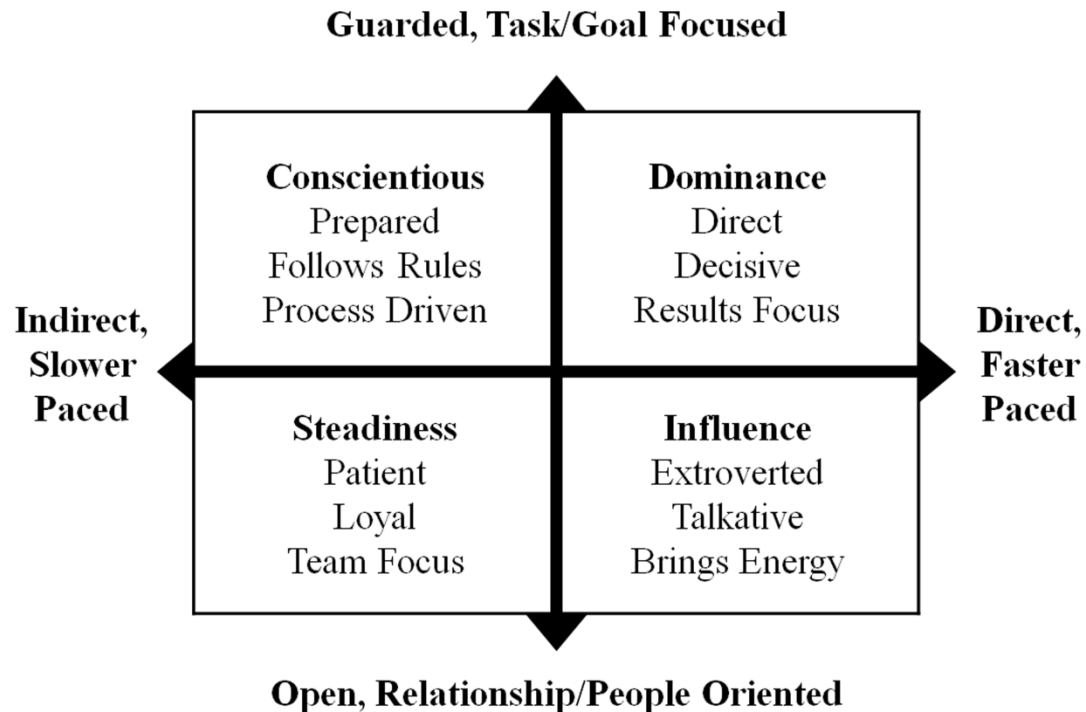 Guarded, Task/Goal Focused
Conscientious
Prepared
Follows Rules
Process Driven
Dominance
Direct
Decisive
Results Focus
Indirect,
Slower
Paced
Direct,
Faster
Paced
Steadiness
Patient
Loyal
Team Focus
Influence
Extroverted
Talkative
Brings Energy
Open, Relationship/People Oriented